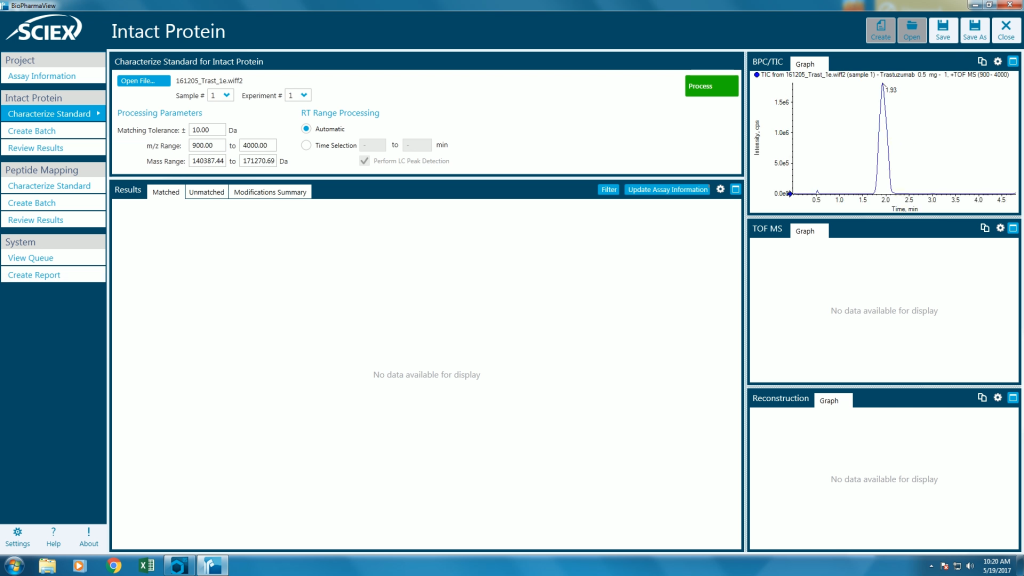 BioPharmaView
SCIEX
Intact Protein
Create
Open
Save
Save As
Close
Project
Assay Information
Intact Protein
Characterize Standard
Create Batch
Review Results
Peptide Mapping
Characterize Standard
Create Batch
Review Results
System
View Queue
Create Report
Settings
Help
About
Characterize Standard for Intact Protein
Open File...
161205_Trast_1e.wiff2
Sample # 1 Experiment # 1
Process
Processing Parameters
Matching Tolerance: ± 10.00 Da
m/z Range: 900.00 to 4000.00
Mass Range: 140387.44 to 171270.69 Da
RT Range Processing
Automatic
Time Selection - to - min
Perform LC Peak Detection
Results
Matched
Unmatched
Modifications Summary
Filter
Update Assay Information
No data available for display
BPC/TIC
Graph
TIC from 161205_Trast_1e.wiff2 (sample 1) - Trastuzumab 0.5 mg - 1, +TOF MS (900 - 4000)
1.93
Intensity, cps
1.5e6
1.0e6
5.0e5
0.0e0
0.5 1.0 1.5 2.0 2.5 3.0 3.5 4.0 4.5
Time, min
TOF MS
Graph
No data available for display
Reconstruction
Graph
No data available for display
10:20 AM
5/19/2017